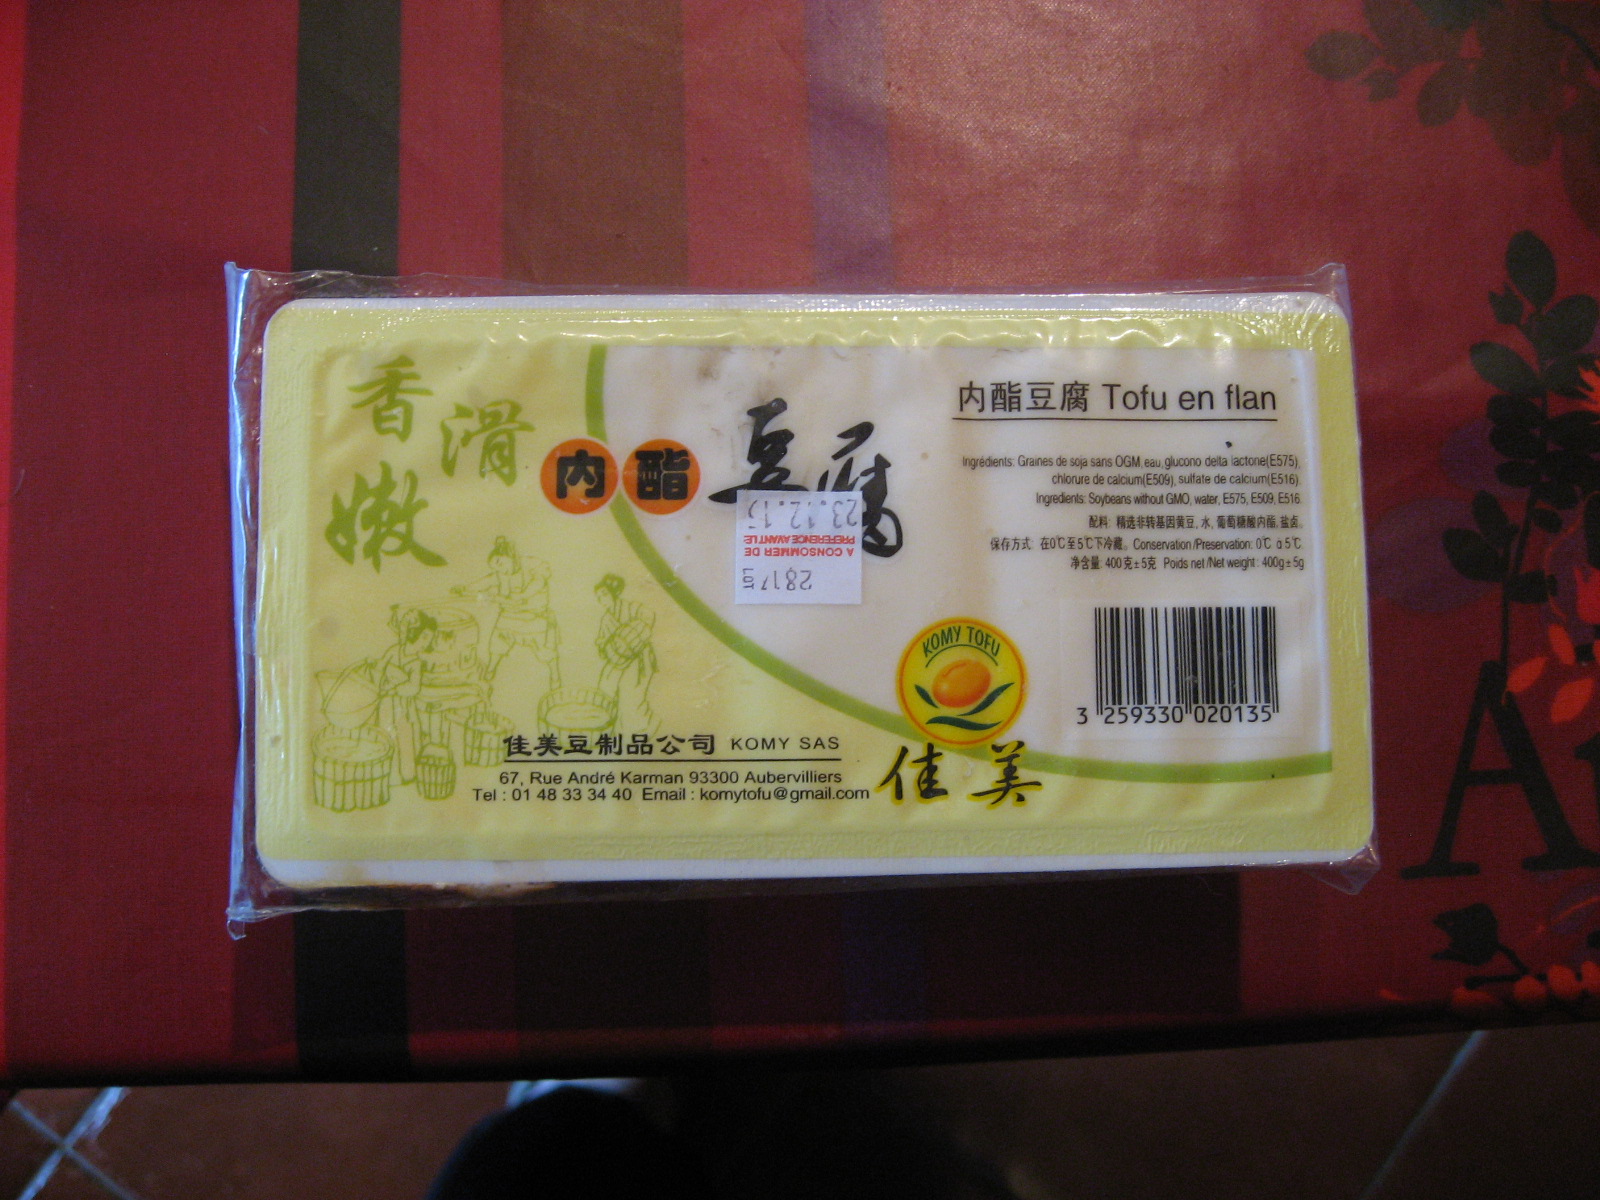 香
滑
嫩
内酯
豆腐
23.12.15
A CONSOMMER DE
PREFERENCE AVANT LE:
2817
内酯豆腐 Tofu en flan
Ingrédients: Graines de soja sans OGM, eau, glucono delta lactone(E575),
chlorure de calcium(E509), sulfate de calcium(E516).
Ingredients: Soybeans without GMO, water, E575, E509, E516
配料: 精选非转基因黄豆, 水, 葡萄糖酸内酯, 盐卤。
保存方式: 在0℃至5℃下冷藏。Conservation/Preservation: 0℃ à 5℃
净含量: 400克±5克 Poids net/Net weight: 400g±5g
3 259330 020135
KOMY TOFU
佳美
佳美豆制品公司 KOMY SAS
67, Rue André Karman 93300 Aubervilliers
Tel : 01 48 33 34 40 Email : komytofu@gmail.com
A